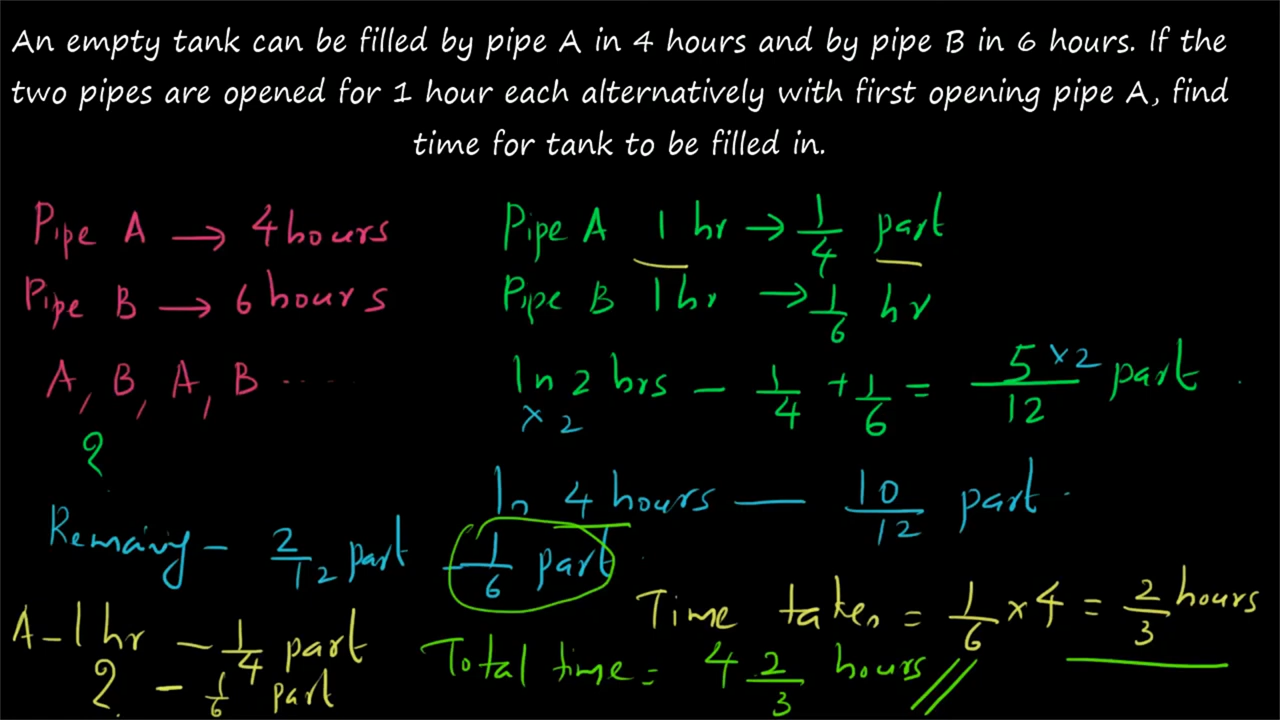 An empty tank can be filled by pipe A in 4 hours and by pipe B in 6 hours. If the
two pipes are opened for 1 hour each alternatively with first opening pipe A, find
time for tank to be filled in.
Pipe A → 4 hours
Pipe B → 6 hours
A, B, A, B .....
?
Pipe A 1 hr → 1/4 part
Pipe B 1 hr → 1/6 hr
In 2 hrs - 1/4 + 1/6 = 5/12 part
×2 ×2
In 4 hours — 10/12 part
Remaining - 2/12 part - 1/6 part
A - 1 hr - 1/4 part
? - 1/6 part
Time taken = 1/6 × 4 = 2/3 hours
Total time = 4 2/3 hours //